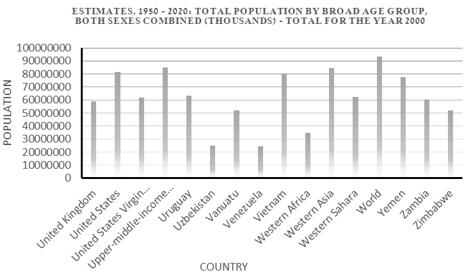 ESTIMATES, 1950 - 2020: TOTAL POPULATION BY BROAD AGE GROUP,
BOTH SEXES COMBINED (THOUSANDS) - TOTAL FOR THE YEAR 2000
POPULATION
100000000
90000000
80000000
70000000
60000000
50000000
40000000
30000000
20000000
10000000
0
United Kingdom
United States
United States Virgin...
Upper-middle-income...
Uruguay
Uzbekistan
Vanuatu
Venezuela
Vietnam
Western Africa
Western Asia
Western Sahara
World
Yemen
Zambia
Zimbabwe
COUNTRY